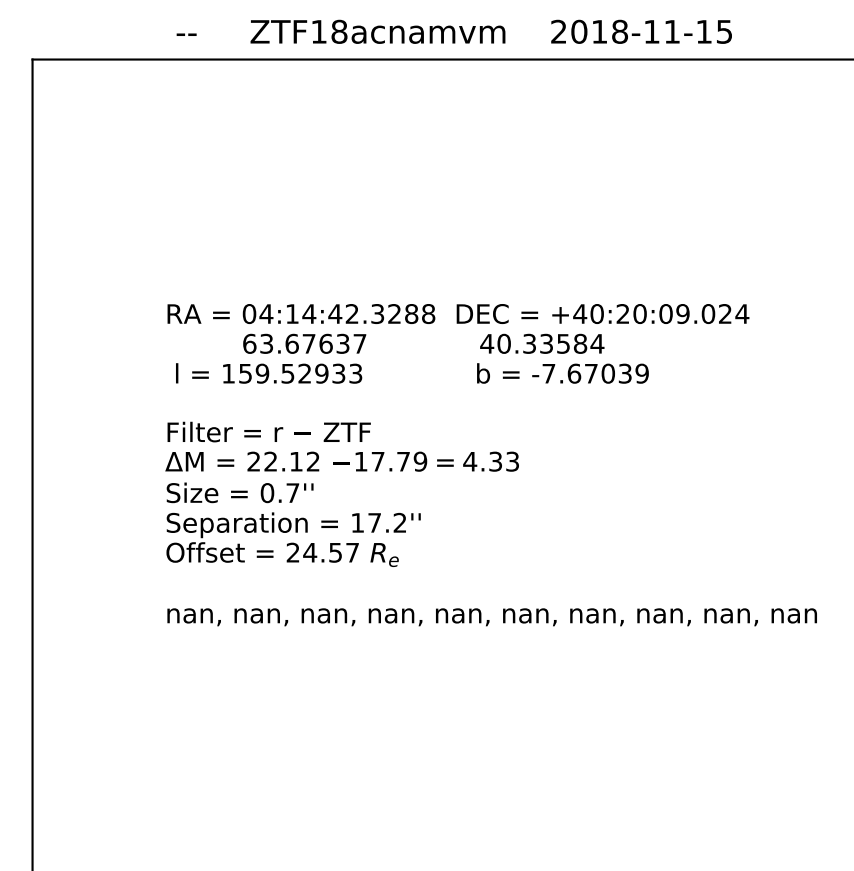 -- ZTF18acnamvm 2018-11-15
RA = 04:14:42.3288 DEC = +40:20:09.024
63.67637 40.33584
l = 159.52933 b = -7.67039
Filter = r − ZTF
ΔM = 22.12 −17.79 = 4.33
Size = 0.7''
Separation = 17.2''
Offset = 24.57 Re
nan, nan, nan, nan, nan, nan, nan, nan, nan, nan